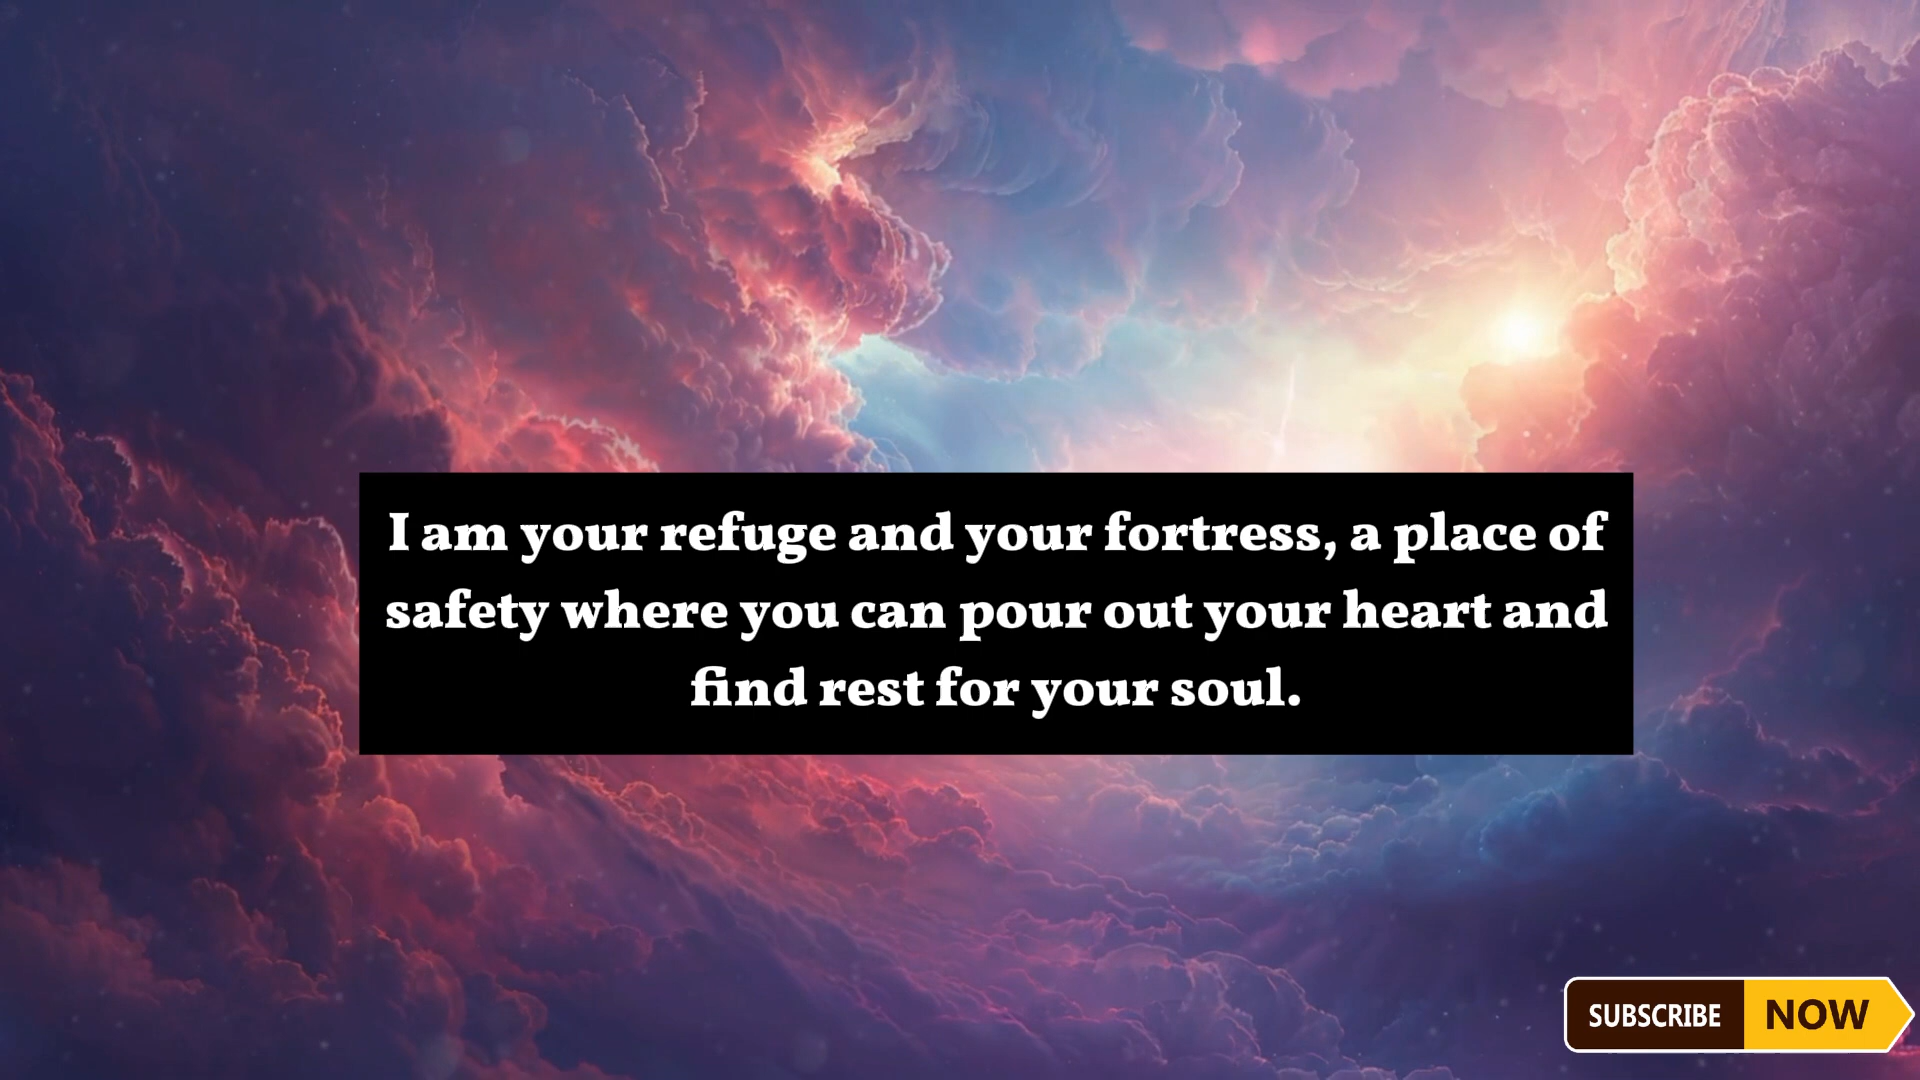 I am your refuge and your fortress, a place of
safety where you can pour out your heart and
find rest for your soul.
SUBSCRIBE NOW